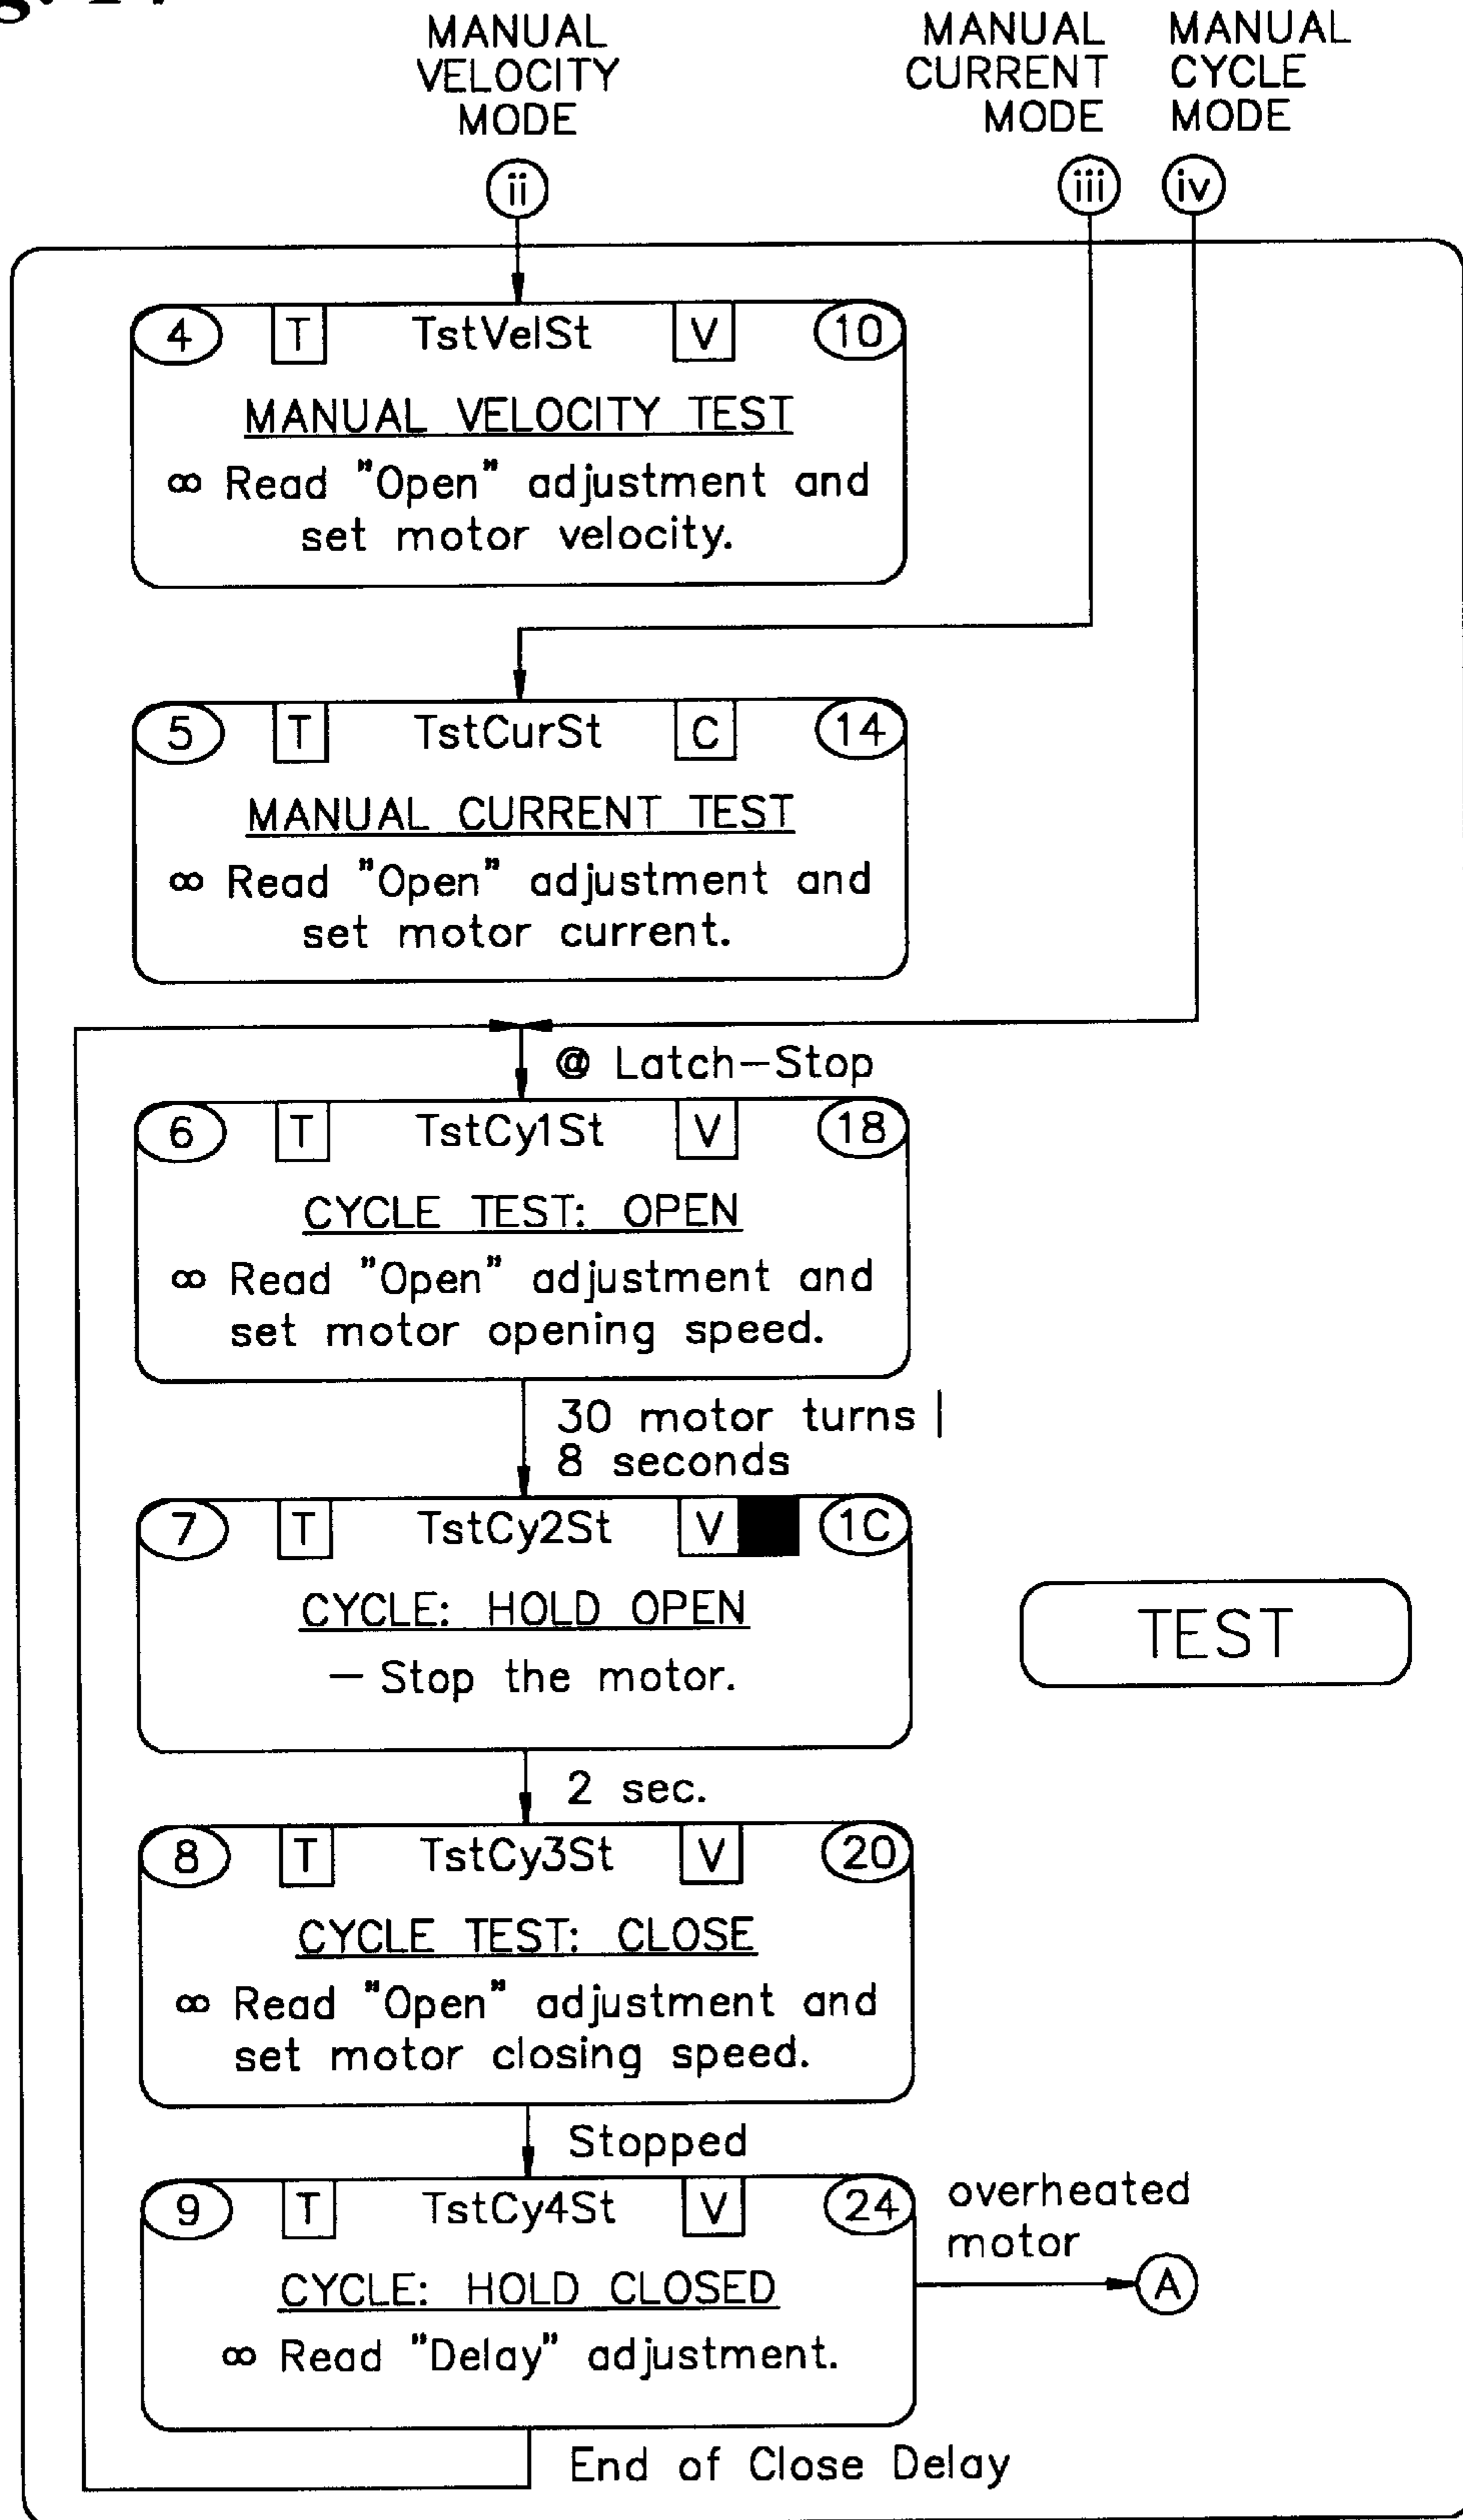 MANUAL
VELOCITY
MODE
ii
MANUAL
CURRENT
MODE
iii
MANUAL
CYCLE
MODE
iv
4 T TstVelSt V 10
MANUAL VELOCITY TEST
∞ Read "Open" adjustment and
set motor velocity.
5 T TstCurSt C 14
MANUAL CURRENT TEST
∞ Read "Open" adjustment and
set motor current.
@ Latch–Stop
6 T TstCy1St V 18
CYCLE TEST: OPEN
∞ Read "Open" adjustment and
set motor opening speed.
30 motor turns |
8 seconds
7 T TstCy2St V 1C
CYCLE: HOLD OPEN
– Stop the motor.
TEST
2 sec.
8 T TstCy3St V 20
CYCLE TEST: CLOSE
∞ Read "Open" adjustment and
set motor closing speed.
Stopped
9 T TstCy4St V 24
CYCLE: HOLD CLOSED
∞ Read "Delay" adjustment.
overheated
motor
A
End of Close Delay